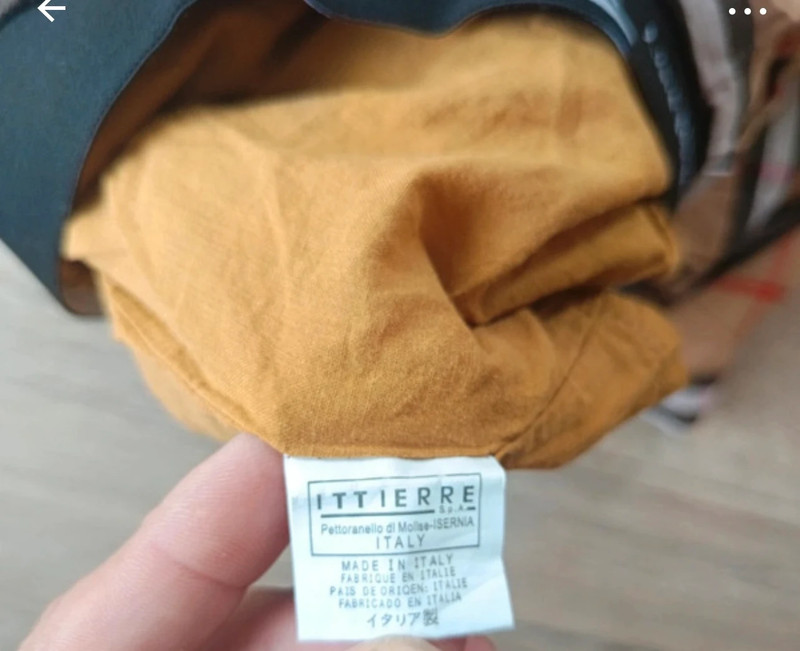 ITTIERRE
S.p.A.
Pettoranello di Molise-ISERNIA
ITALY
MADE IN ITALY
FABRIQUE EN ITALIE
PAIS DE ORIGEN: ITALIE
FABRICADO EN ITALIA
イタリア製